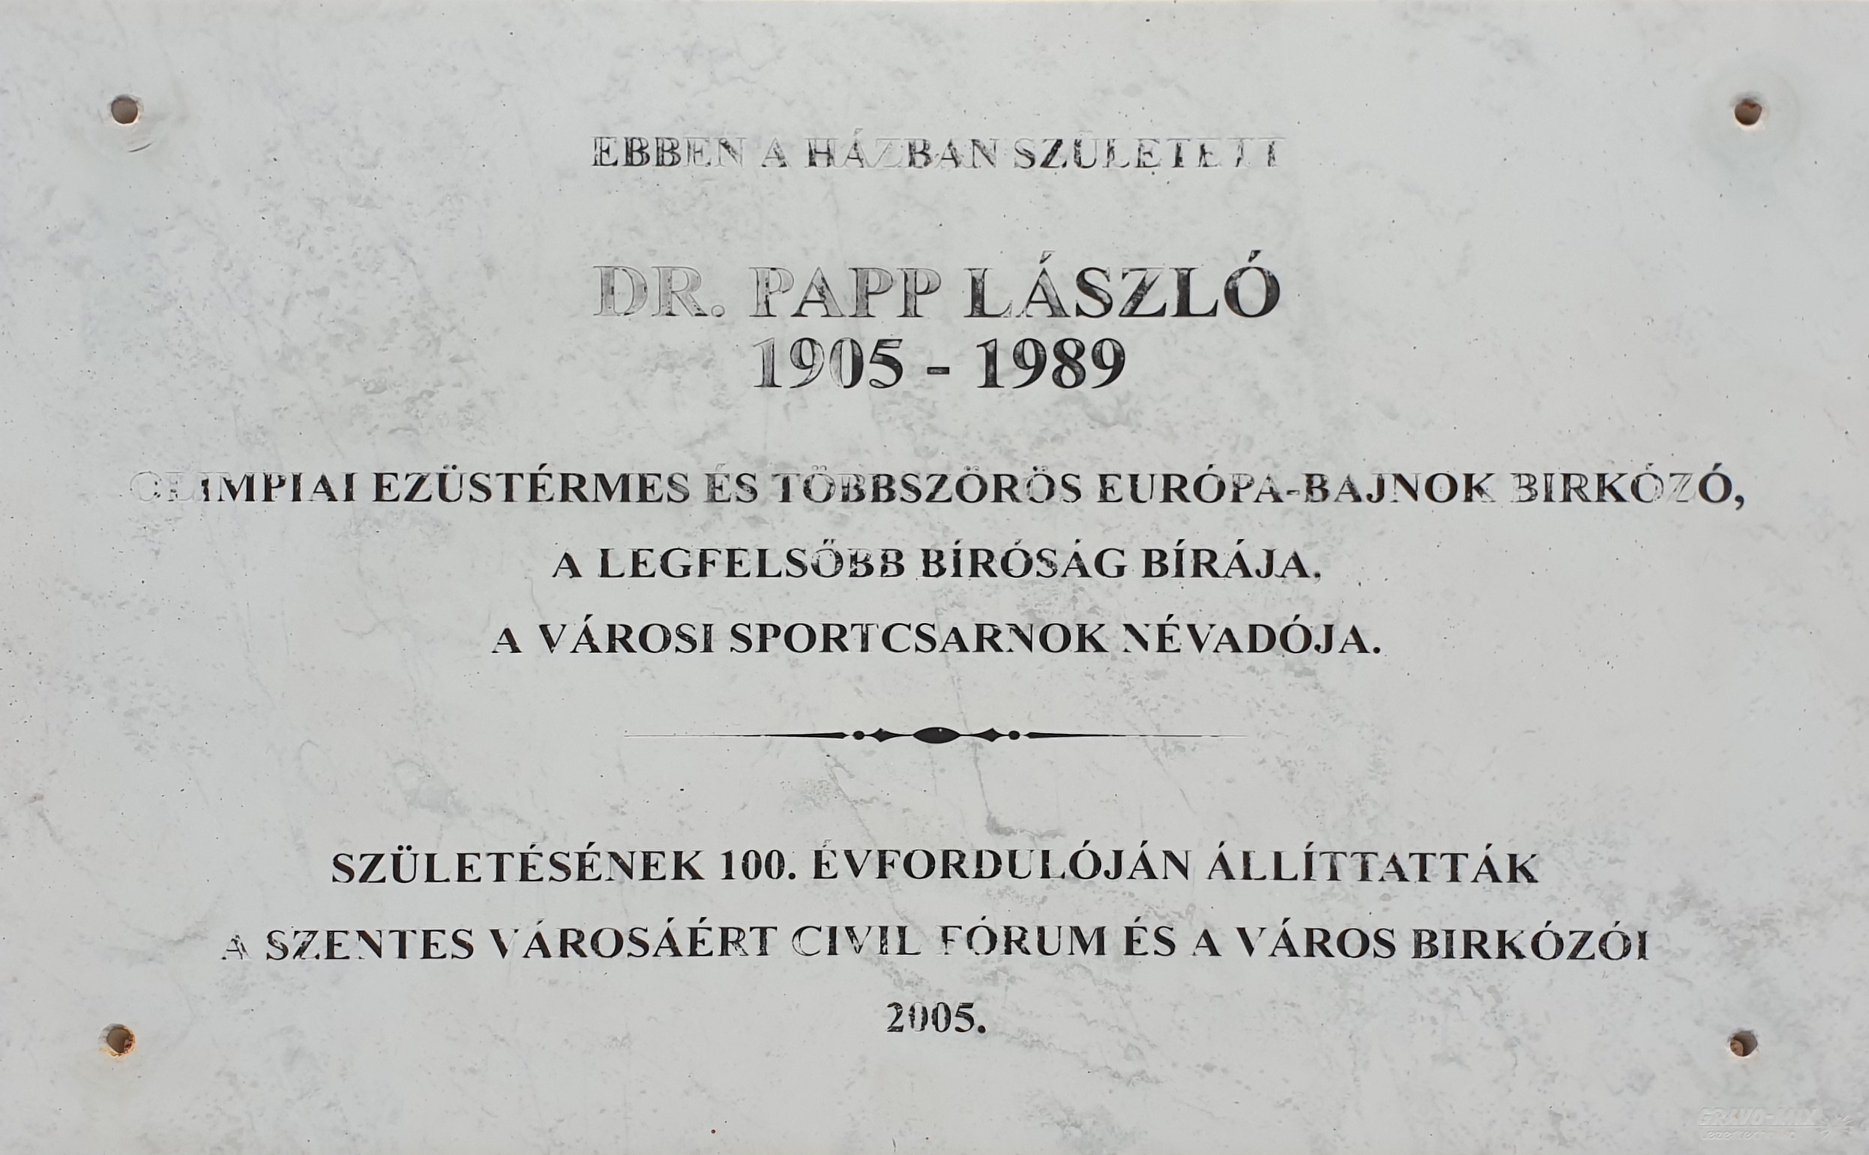 EBBEN A HÁZBAN SZÜLETETT
DR. PAPP LÁSZLÓ
1905 - 1989
OLIMPIAI EZÜSTÉRMES ÉS TÖBBSZÖRÖS EURÓPA-BAJNOK BIRKÓZÓ,
A LEGFELSŐBB BÍRÓSÁG BÍRÁJA,
A VÁROSI SPORTCSARNOK NÉVADÓJA.
SZÜLETÉSÉNEK 100. ÉVFORDULÓJÁN ÁLLÍTTATTÁK
A SZENTES VÁROSÁÉRT CIVIL FÓRUM ÉS A VÁROS BIRKÓZÓI
2005.